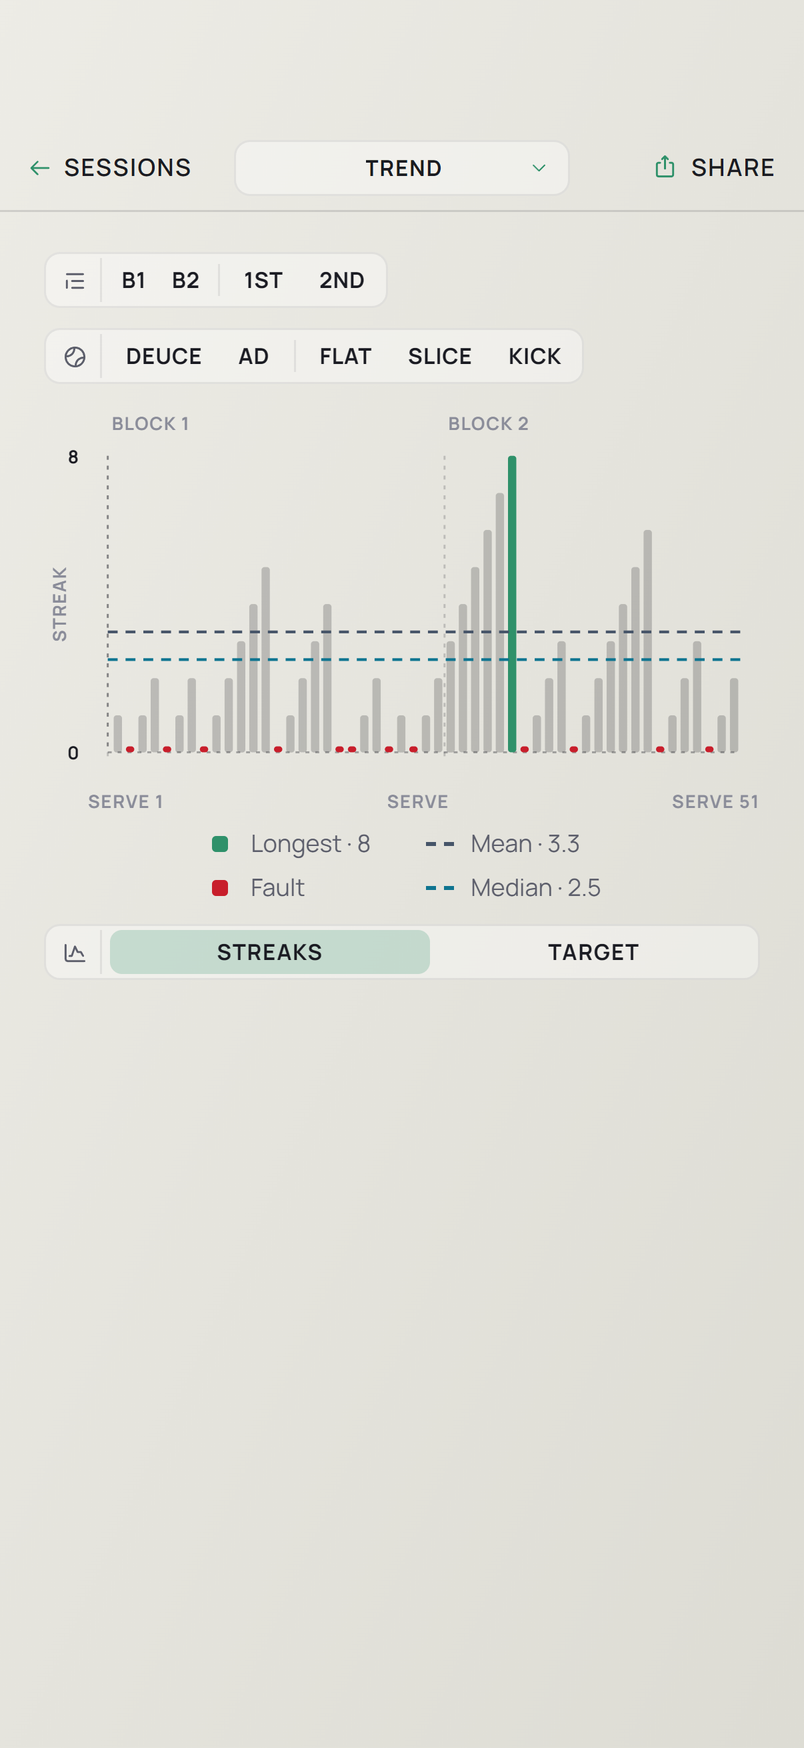 SESSIONS
TREND
SHARE
B1 B2 1ST 2ND
DEUCE AD FLAT SLICE KICK
BLOCK 1 BLOCK 2
8
STREAK
0
SERVE 1 SERVE SERVE 51
Longest · 8 Mean · 3.3
Fault Median · 2.5
STREAKS TARGET